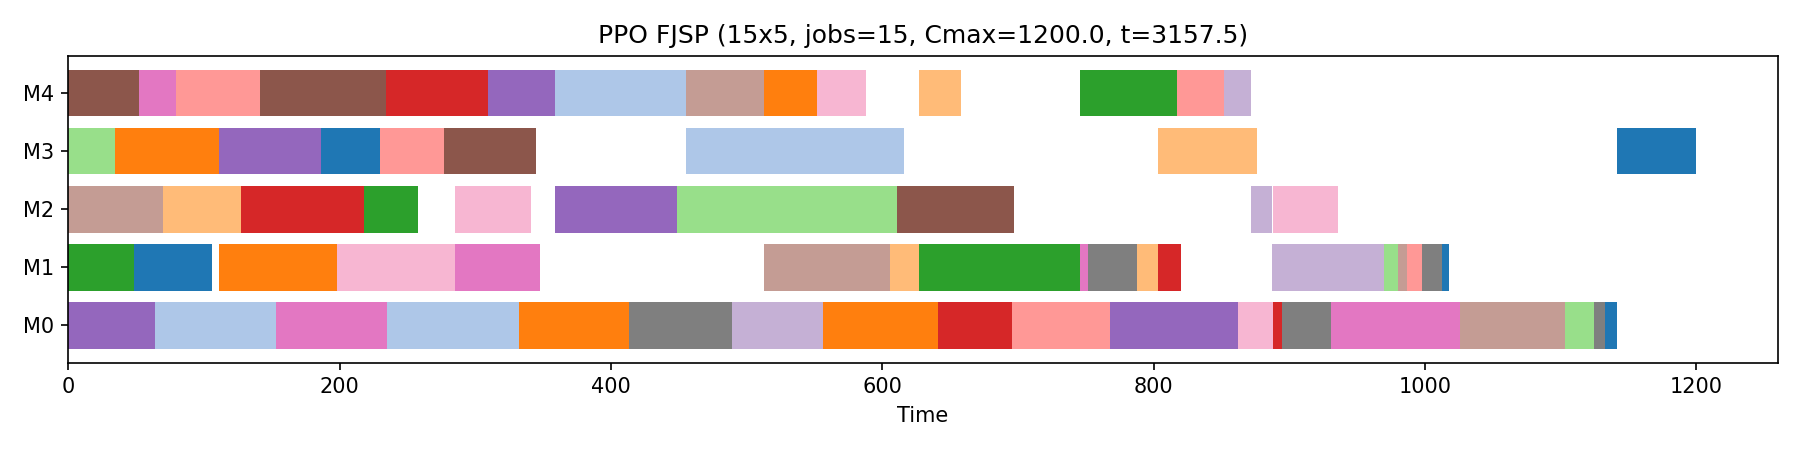 PPO FJSP (15x5, jobs=15, Cmax=1200.0, t=3157.5)
M4
M3
M2
M1
M0
0 200 400 600 800 1000 1200
Time